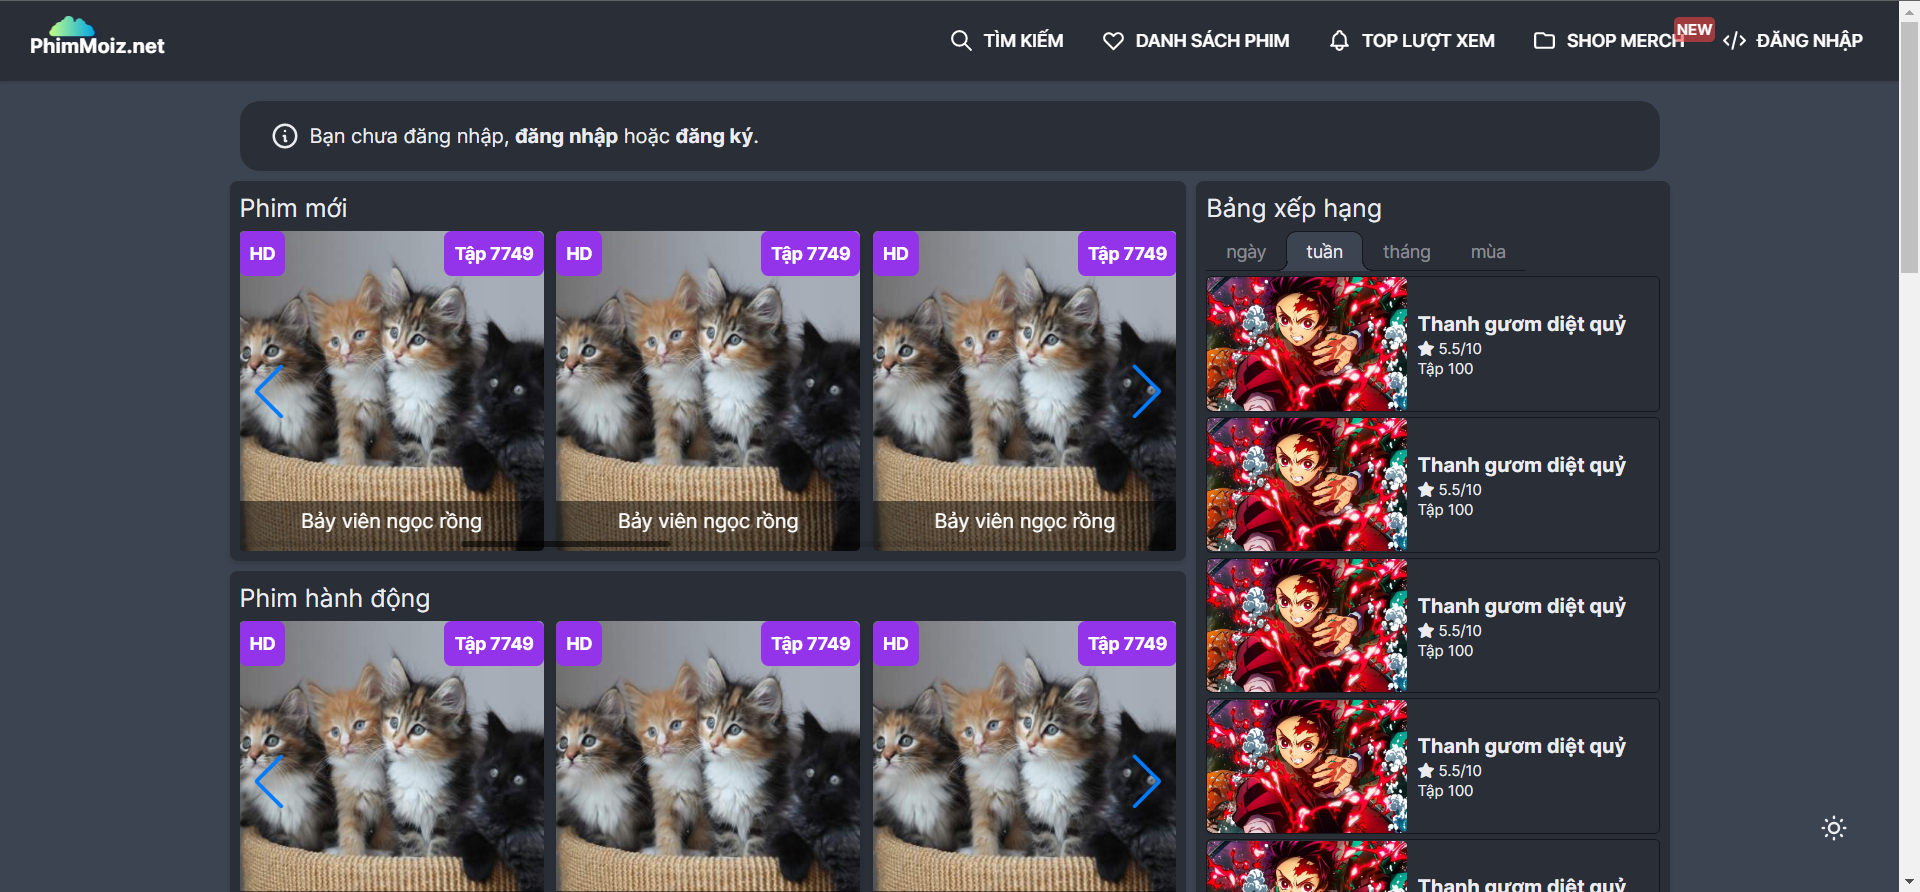 PhimMoiz.net
TÌM KIẾM
DANH SÁCH PHIM
TOP LƯỢT XEM
SHOP MERCH
NEW
ĐĂNG NHẬP
Bạn chưa đăng nhập, đăng nhập hoặc đăng ký.
Phim mới
HD
Tập 7749
Bảy viên ngọc rồng
HD
Tập 7749
Bảy viên ngọc rồng
HD
Tập 7749
Bảy viên ngọc rồng
Phim hành động
HD
Tập 7749
HD
Tập 7749
HD
Tập 7749
Bảng xếp hạng
ngày
tuần
tháng
mùa
Thanh gươm diệt quỷ
5.5/10
Tập 100
Thanh gươm diệt quỷ
5.5/10
Tập 100
Thanh gươm diệt quỷ
5.5/10
Tập 100
Thanh gươm diệt quỷ
5.5/10
Tập 100
Thanh gươm diệt quỷ